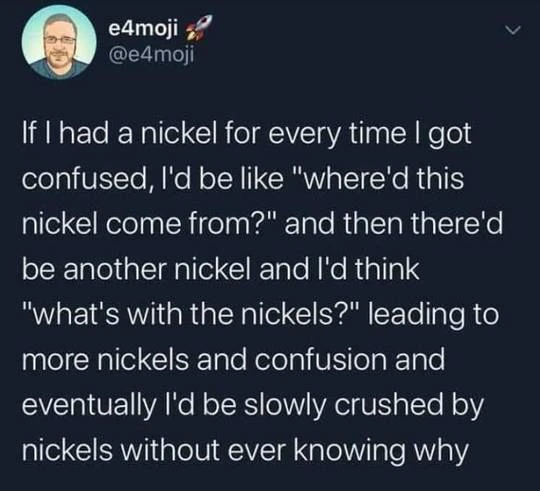 e4moji 🚀
@e4moji
If I had a nickel for every time I got
confused, I'd be like "where'd this
nickel come from?" and then there'd
be another nickel and I'd think
"what's with the nickels?" leading to
more nickels and confusion and
eventually I'd be slowly crushed by
nickels without ever knowing why